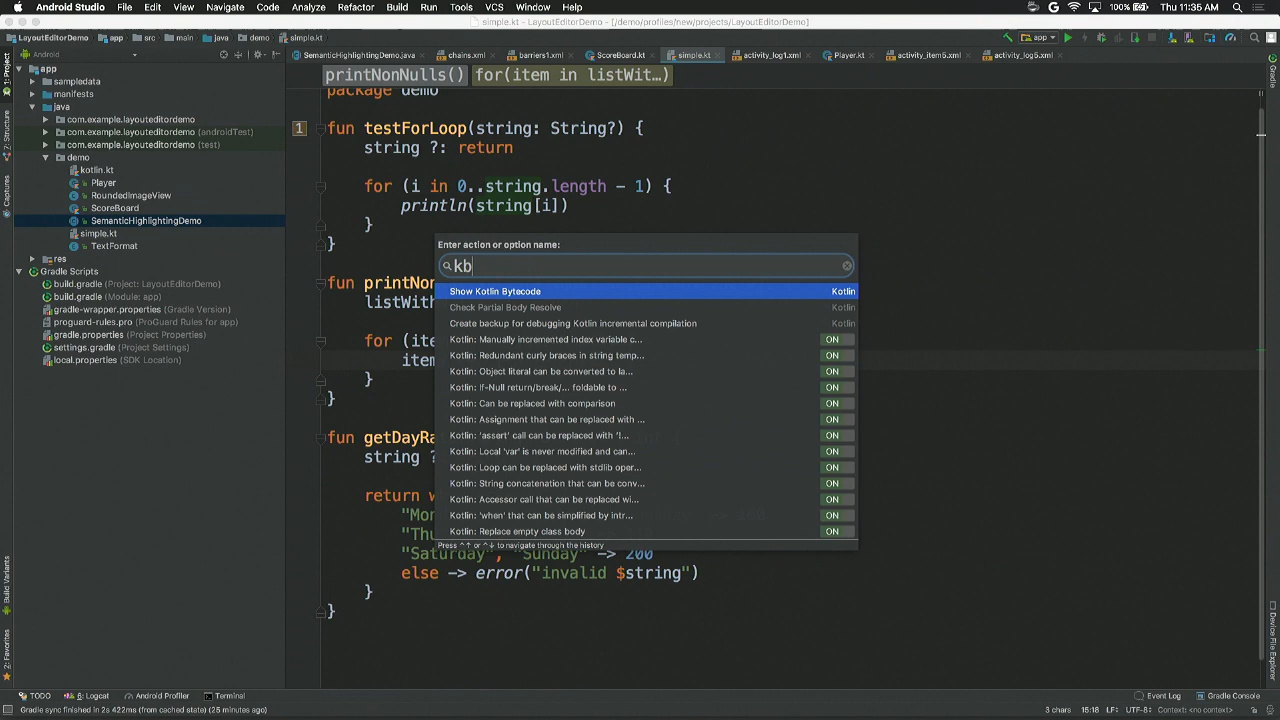 Android Studio File Edit View Navigate Code Analyze Refactor Build Run Tools VCS Window Help 100% Thu 11:35 AM
simple.kt - LayoutEditorDemo - [/demo/profiles/new/projects/LayoutEditorDemo]
LayoutEditorDemo app src main java demo simple.kt app
Android
SemanticHighlightingDemo.java chains.xml barriers1.xml ScoreBoard.kt simple.kt activity_log1.xml Player.kt activity_item5.xml activity_log5.xml
1: Project
Z: Structure
Captures
Build Variants
2: Favorites
app
sampledata
manifests
java
com.example.layouteditordemo
com.example.layouteditordemo (androidTest)
com.example.layouteditordemo (test)
demo
kotlin.kt
Player
RoundedImageView
ScoreBoard
SemanticHighlightingDemo
simple.kt
TextFormat
res
Gradle Scripts
build.gradle (Project: LayoutEditorDemo)
build.gradle (Module: app)
gradle-wrapper.properties (Gradle Version)
proguard-rules.pro (ProGuard Rules for app)
gradle.properties (Project Properties)
settings.gradle (Project Settings)
local.properties (SDK Location)
printNonNulls() for(item in listWit…)
package demo
1 fun testForLoop(string: String?) {
string ?: return
for (i in 0..string.length - 1) {
println(string[i])
}
}
fun printNon
listWith
for (ite
item
}
}
fun getDayRa
string ?
return w
"Mon
"Thu
"Saturday", "Sunday" -> 200
else -> error("invalid $string")
}
}
Enter action or option name:
kb
Show Kotlin Bytecode Kotlin
Check Partial Body Resolve Kotlin
Create backup for debugging Kotlin incremental compilation Kotlin
Kotlin: Manually incremented index variable c... ON
Kotlin: Redundant curly braces in string temp... ON
Kotlin: Object literal can be converted to la... ON
Kotlin: If-Null return/break/... foldable to ... ON
Kotlin: Can be replaced with comparison ON
Kotlin: Assignment that can be replaced with ... ON
Kotlin: 'assert' call can be replaced with '!... ON
Kotlin: Local 'var' is never modified and can... ON
Kotlin: Loop can be replaced with stdlib oper... ON
Kotlin: String concatenation that can be conv... ON
Kotlin: Accessor call that can be replaced wi... ON
Kotlin: 'when' that can be simplified by intr... ON
Kotlin: Replace empty class body ON
Press ⌃↑ or ⌃↓ to navigate through the history
Gradle
Device File Explorer
TODO 6: Logcat Android Profiler Terminal Event Log Gradle Console
Gradle sync finished in 2s 422ms (from cached state) (25 minutes ago) 3 chars 15:18 LF÷ UTF-8÷ Context: <no context>